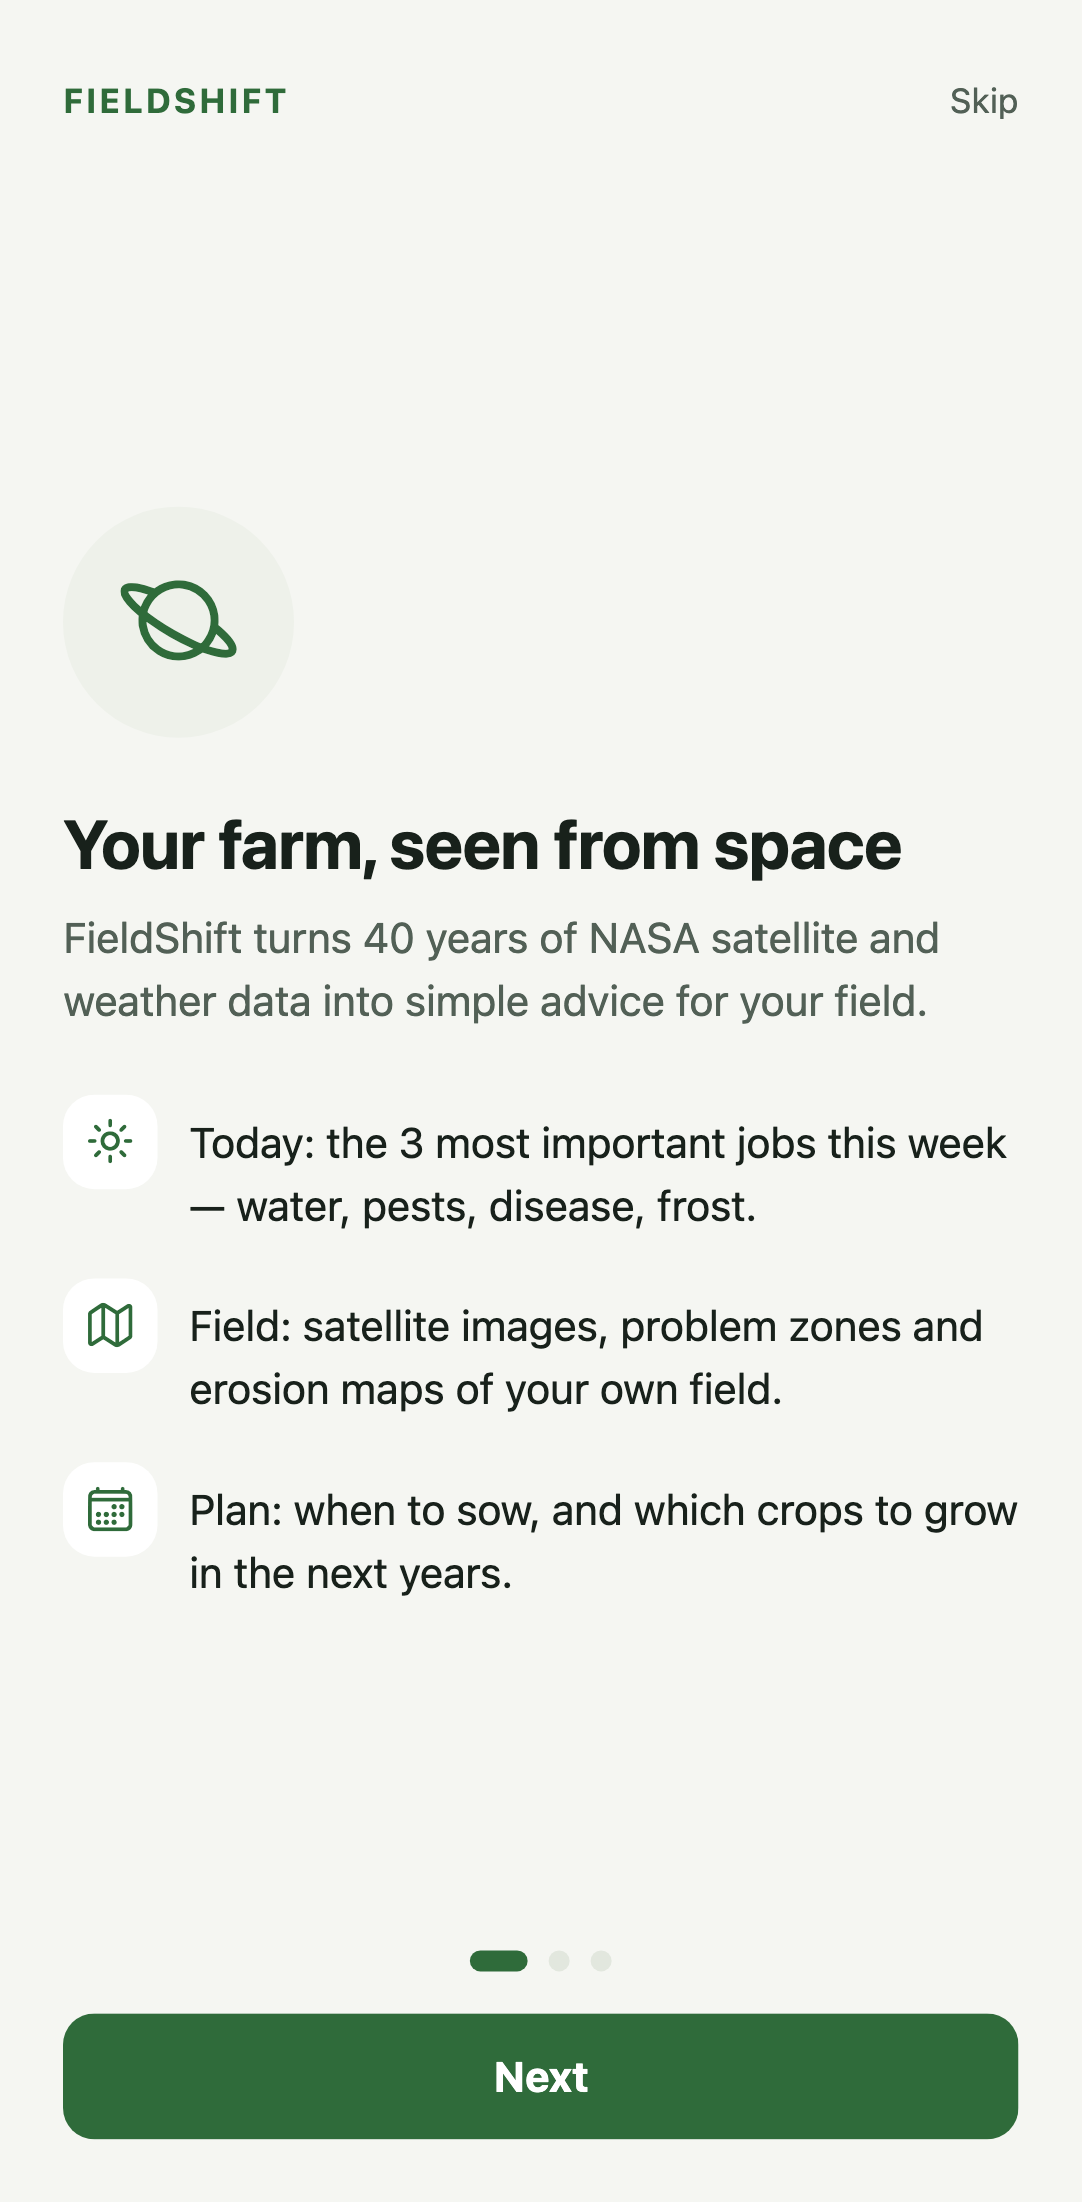 FIELDSHIFT
Skip
Your farm, seen from space
FieldShift turns 40 years of NASA satellite and
weather data into simple advice for your field.
Today: the 3 most important jobs this week
— water, pests, disease, frost.
Field: satellite images, problem zones and
erosion maps of your own field.
Plan: when to sow, and which crops to grow
in the next years.
Next